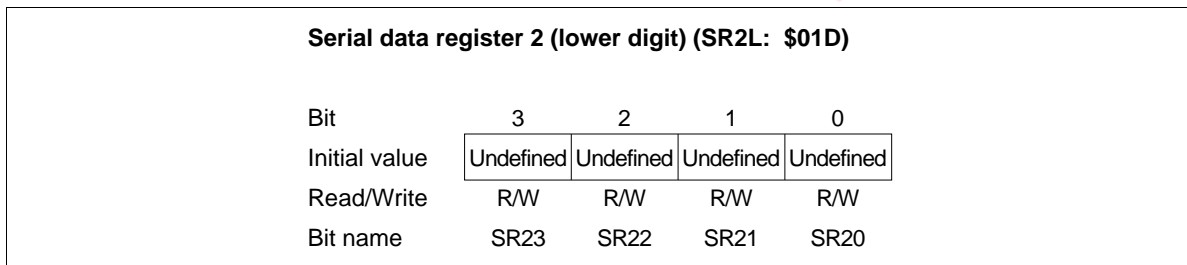 Serial data register 2 (lower digit) (SR2L: $01D)
Bit 3 2 1 0
Initial value Undefined Undefined Undefined Undefined
Read/Write R/W R/W R/W R/W
Bit name SR23 SR22 SR21 SR20